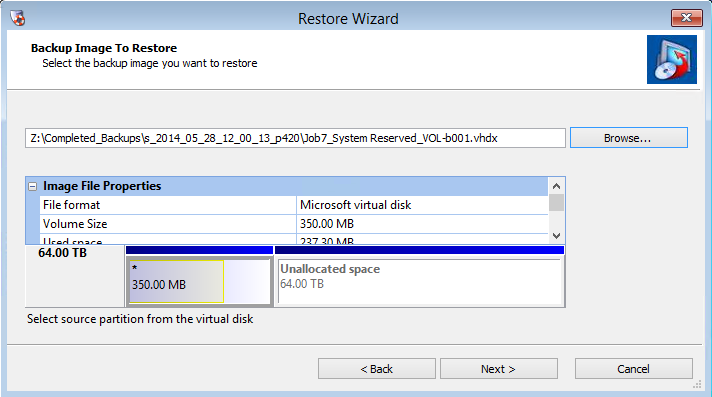 Restore Wizard
Backup Image To Restore
Select the backup image you want to restore
Z:\Completed_Backups\s_2014_05_28_12_00_13_p420\Job7_System Reserved_VOL-b001.vhdx
Browse...
Image File Properties
File format Microsoft virtual disk
Volume Size 350.00 MB
Used space 237.30 MB
64.00 TB
*
350.00 MB
Unallocated space
64.00 TB
Select source partition from the virtual disk
< Back
Next >
Cancel